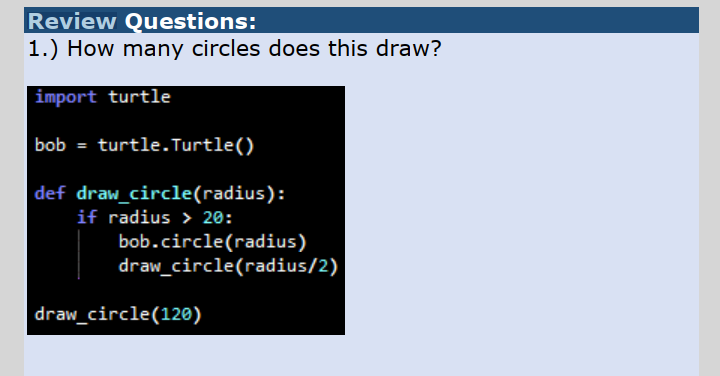 Review Questions:
1.) How many circles does this draw?
import turtle
bob = turtle.Turtle()
def draw_circle(radius):
if radius > 20:
bob.circle(radius)
draw_circle(radius/2)
draw_circle(120)